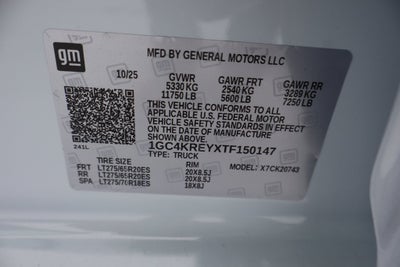 gm
MFD BY GENERAL MOTORS LLC
10/25 GVWR GAWR FRT GAWR RR
5330 KG 2540 KG 3289 KG
11750 LB 5600 LB 7250 LB
THIS VEHICLE CONFORMS TO ALL
APPLICABLE U.S. FEDERAL MOTOR
VEHICLE SAFETY STANDARDS IN EFFECT ON
THE DATE OF MANUFACTURE SHOWN ABOVE.
1GC4KREYXTF150147
241L TYPE: TRUCK
TIRE SIZE RIM MODEL: X7CK20743
FRT LT275/65R20ES 20X8.5J
RR LT275/65R20ES 20X8.5J
SPA LT275/70R18ES 18X8J